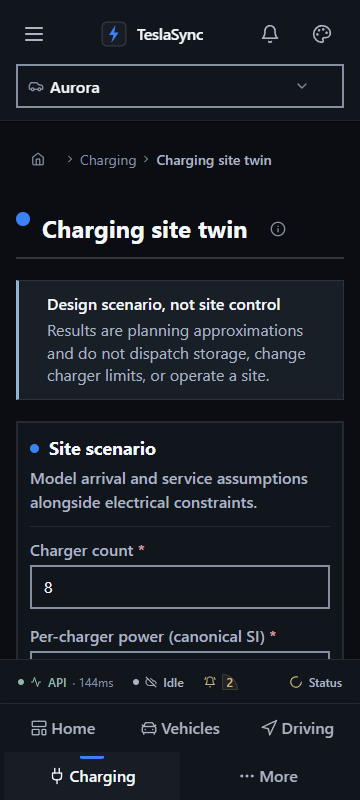 TeslaSync
Aurora
Charging
Charging site twin
Charging site twin
Design scenario, not site control
Results are planning approximations
and do not dispatch storage, change
charger limits, or operate a site.
Site scenario
Model arrival and service assumptions
alongside electrical constraints.
Charger count *
8
Per-charger power (canonical SI) *
API · 144ms
Idle
2
Status
Home
Vehicles
Driving
Charging
More